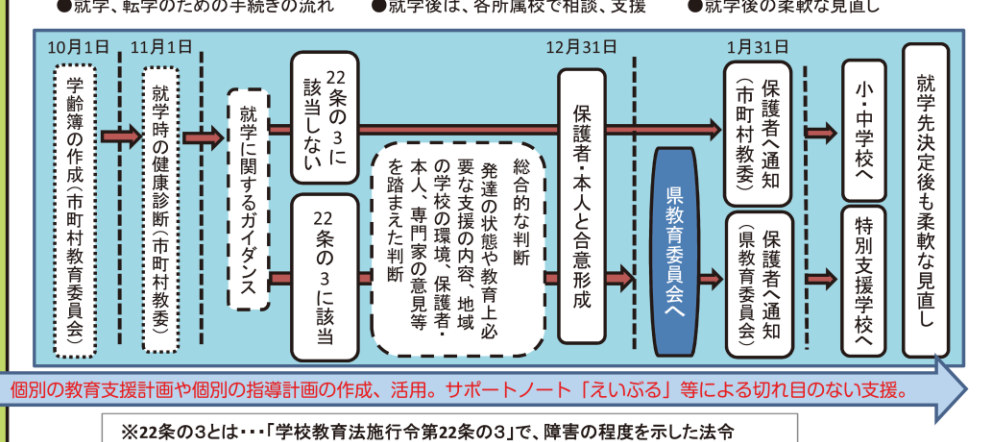 ●就学、転学のための手続きの流れ　●就学後は、各所属校で相談、支援　●就学後の柔軟な見直し
10月1日
11月1日
12月31日
1月31日
学齢簿の作成（市町村教育委員会）
就学時の健康診断（市町村教委）
就学に関するガイダンス
22条の3に
該当しない
22条の3に該当
総合的な判断
発達の状態や教育上必
要な支援の内容、地域
の学校の環境、保護者・
本人、専門家の意見等
を踏まえた判断
保護者・本人と合意形成
県教育委員会へ
保護者へ通知
（市町村教委）
保護者へ通知
（県教育委員会）
小・中学校へ
特別支援学校へ
就学先決定後も柔軟な見直し
個別の教育支援計画や個別の指導計画の作成、活用。サポートノート「えいぶる」等による切れ目のない支援。
※22条の3とは・・・「学校教育法施行令第22条の3」で、障害の程度を示した法令